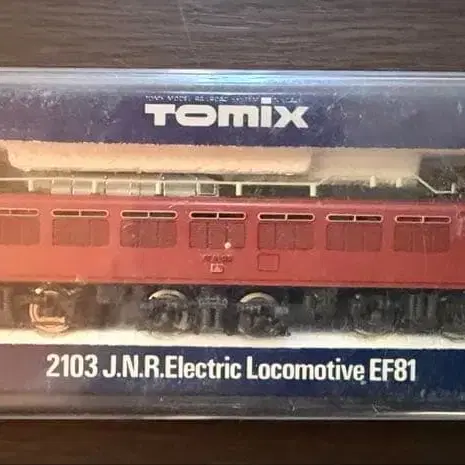 TOMIX
2103 J.N.R.Electric Locomotive EF81